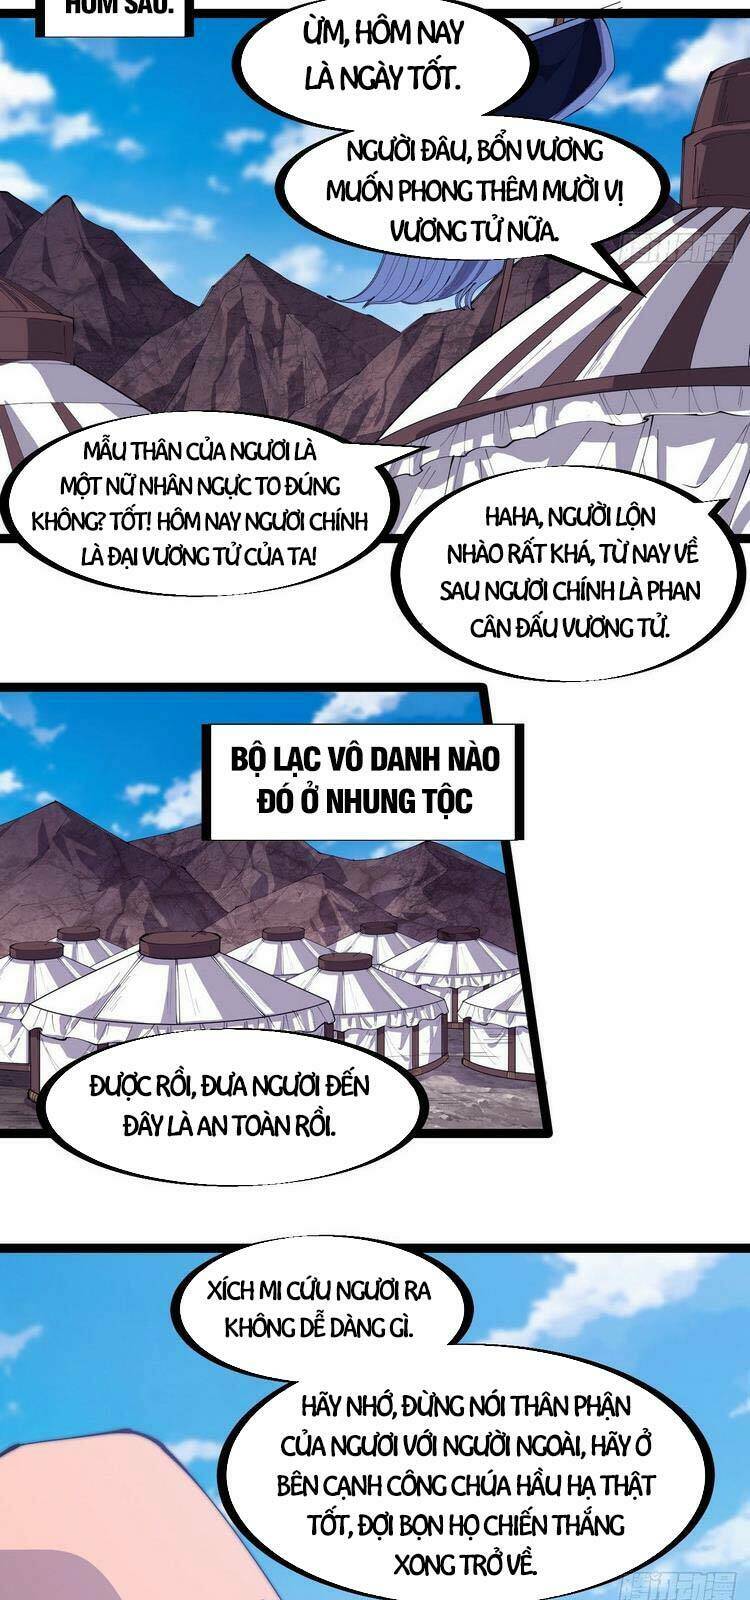 HÔM SAU.
ỪM, HÔM NAY
LÀ NGÀY TỐT.
NGƯỜI ĐÂU, BỔN VƯƠNG
MUỐN PHONG THÊM MƯỜI VỊ
VƯƠNG TỬ NỮA.
MẪU THÂN CỦA NGƯƠI LÀ
MỘT NỮ NHÂN NGỰC TO ĐÚNG
KHÔNG? TỐT! HÔM NAY NGƯƠI CHÍNH
LÀ ĐẠI VƯƠNG TỬ CỦA TA!
HAHA, NGƯỜI LỘN
NHÀO RẤT KHÁ, TỪ NAY VỀ
SAU NGƯƠI CHÍNH LÀ PHAN
CÂN ĐẨU VƯƠNG TỬ.
BỘ LẠC VÔ DANH NÀO
ĐÓ Ở NHUNG TỘC
ĐƯỢC RỒI, ĐƯA NGƯƠI ĐẾN
ĐÂY LÀ AN TOÀN RỒI.
XÍCH MI CỨU NGƯƠI RA
KHÔNG DỄ DÀNG GÌ.
HÃY NHỚ, ĐỪNG NÓI THÂN PHẬN
CỦA NGƯƠI VỚI NGƯỜI NGOÀI, HÃY Ở
BÊN CẠNH CÔNG CHÚA HẦU HẠ THẬT
TỐT, ĐỢI BỌN HỌ CHIẾN THẮNG
XONG TRỞ VỀ.